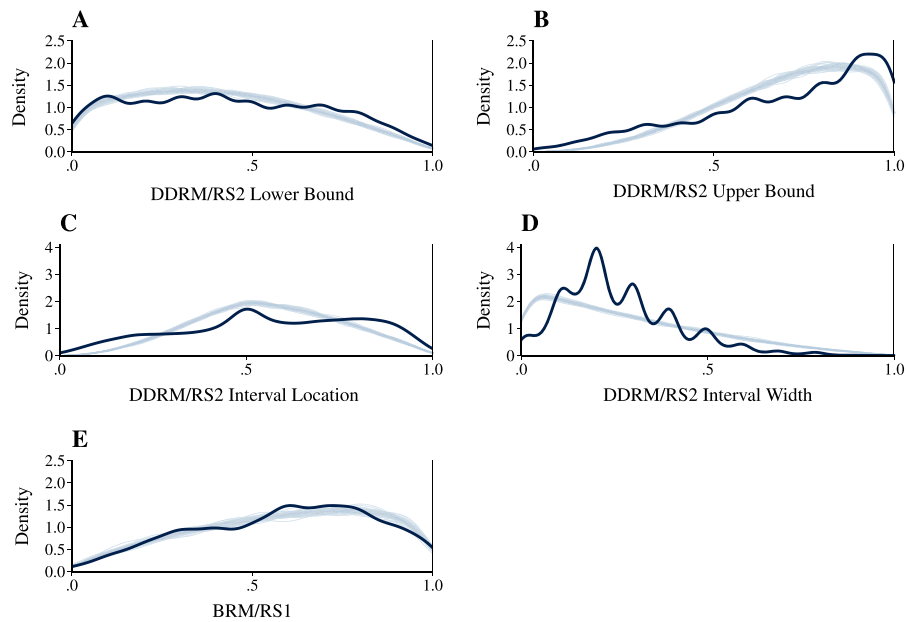 A
Density
2.5
2.0
1.5
1.0
0.5
0.0
.0
.5
1.0
DDRM/RS2 Lower Bound
B
Density
2.5
2.0
1.5
1.0
0.5
0.0
.0
.5
1.0
DDRM/RS2 Upper Bound
C
Density
4
3
2
1
0
.0
.5
1.0
DDRM/RS2 Interval Location
D
Density
4
3
2
1
0
.0
.5
1.0
DDRM/RS2 Interval Width
E
Density
2.5
2.0
1.5
1.0
0.5
0.0
.0
.5
1.0
BRM/RS1